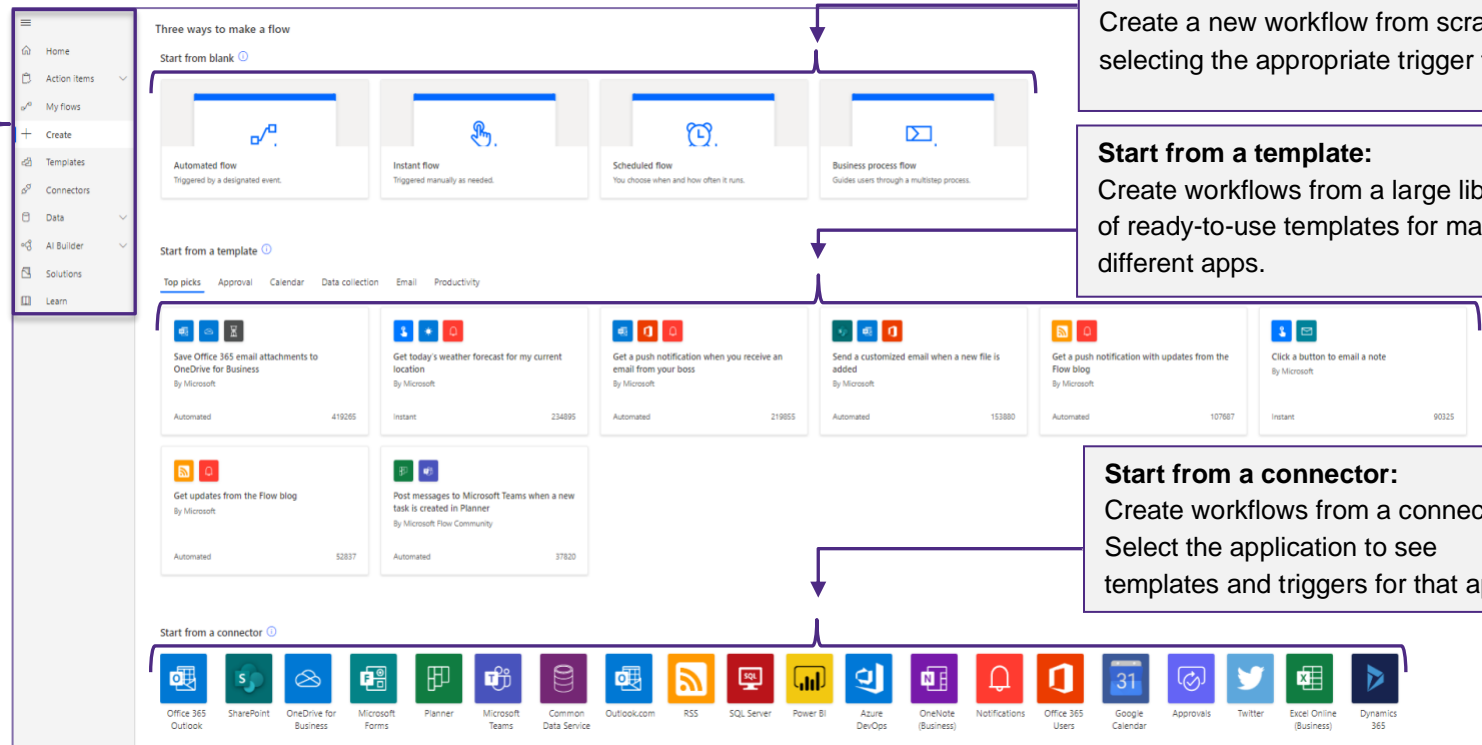 Home
Action items
My flows
Create
Templates
Connectors
Data
AI Builder
Solutions
Learn
Three ways to make a flow
Start from blank
Automated flow
Triggered by a designated event.
Instant flow
Triggered manually as needed.
Scheduled flow
You choose when and how often it runs.
Business process flow
Guides users through a multistep process.
Create a new workflow from
selecting the appropriate trigger
Start from a template
Top picks Approval Calendar Data collection Email Productivity
Start from a template:
Create workflows from a large
of ready-to-use templates for
different apps.
Save Office 365 email attachments to
OneDrive for Business
By Microsoft
Automated 419265
Get today's weather forecast for my current
location
By Microsoft
Instant 234895
Get a push notification when you receive an
email from your boss
By Microsoft
Automated 219855
Send a customized email when a new file is
added
By Microsoft
Automated 153880
Get a push notification with updates from the
Flow blog
By Microsoft
Automated 107687
Click a button to email a note
By Microsoft
Instant 90325
Get updates from the Flow blog
By Microsoft
Automated 52837
Post messages to Microsoft Teams when a new
task is created in Planner
By Microsoft Flow Community
Automated 37820
Start from a connector:
Create workflows from a
Select the application to see
templates and triggers for that
Start from a connector
Office 365
Outlook
SharePoint
OneDrive for
Business
Microsoft
Forms
Planner
Microsoft
Teams
Common
Data Service
Outlook.com
RSS
SQL
SQL Server
Power BI
Azure
DevOps
OneNote
(Business)
Notifications
Office 365
Users
31
Google
Calendar
Approvals
Twitter
Excel Online
(Business)
Dynamics
365